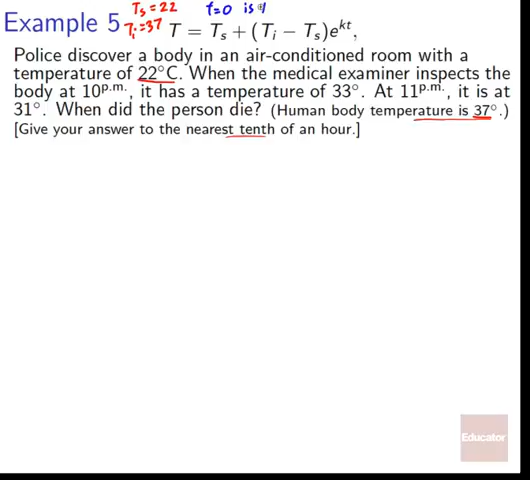 Ts = 22   t=0 is
Example 5 Ti = 37 T = Ts + (Ti − Ts)e^kt,
Police discover a body in an air-conditioned room with a
temperature of 22°C. When the medical examiner inspects the
body at 10p.m., it has a temperature of 33°. At 11p.m., it is at
31°. When did the person die? (Human body temperature is 37°.)
[Give your answer to the nearest tenth of an hour.]
Educator